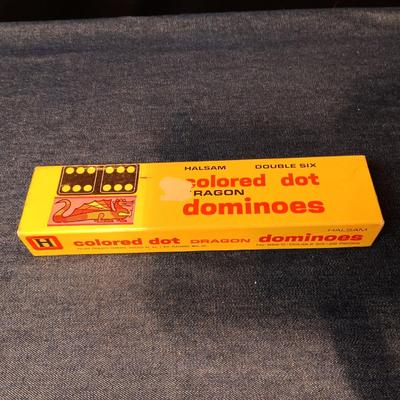 HALSAM DOUBLE SIX
colored dot
DRAGON
dominoes
H colored dot DRAGON dominoes
HALSAM